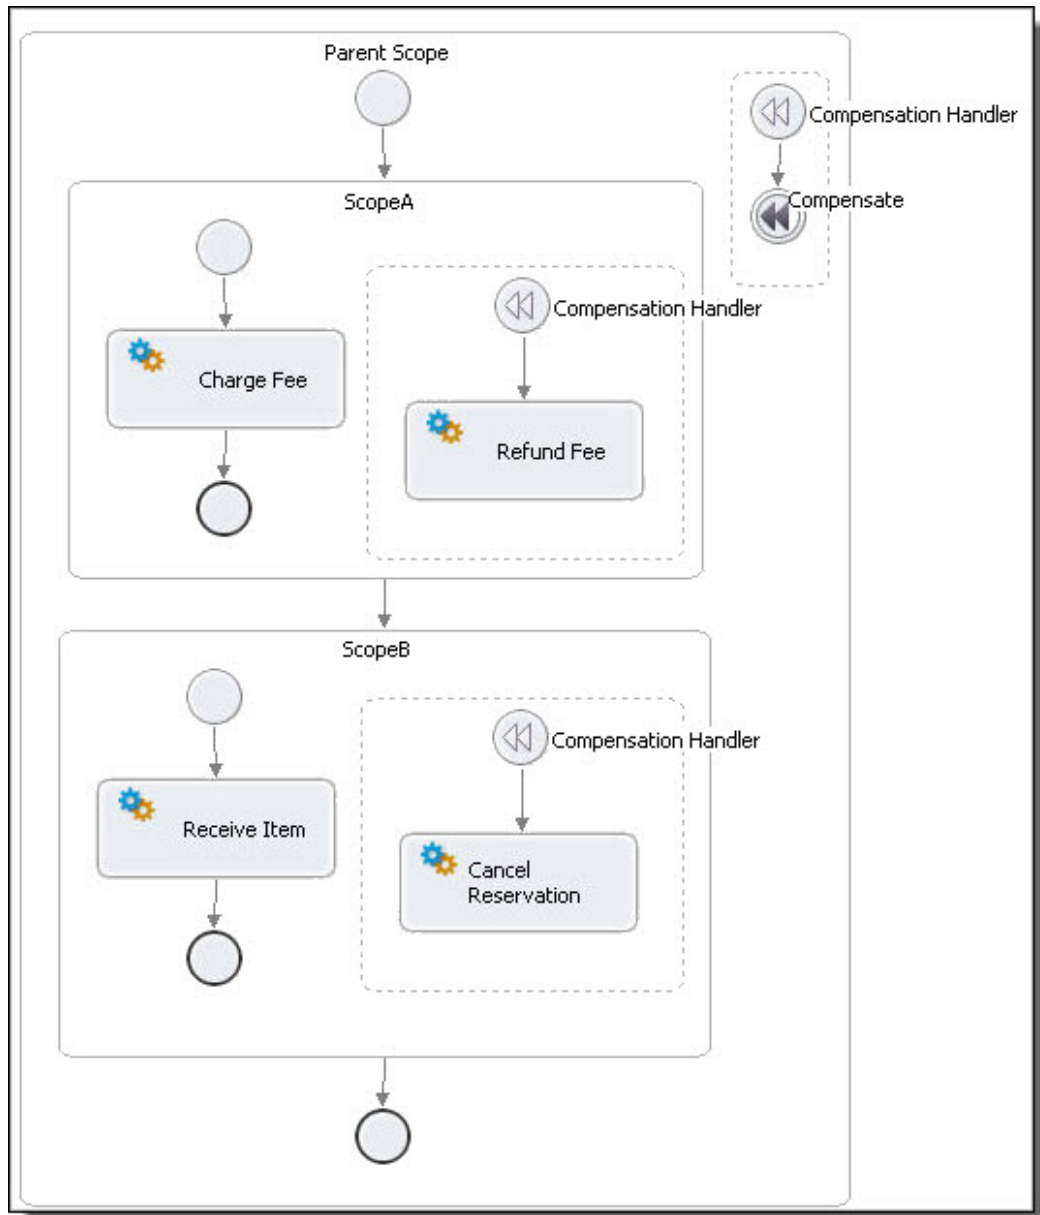 Parent Scope
Compensation Handler
Compensate
ScopeA
Compensation Handler
Charge Fee
Refund Fee
ScopeB
Compensation Handler
Receive Item
Cancel
Reservation